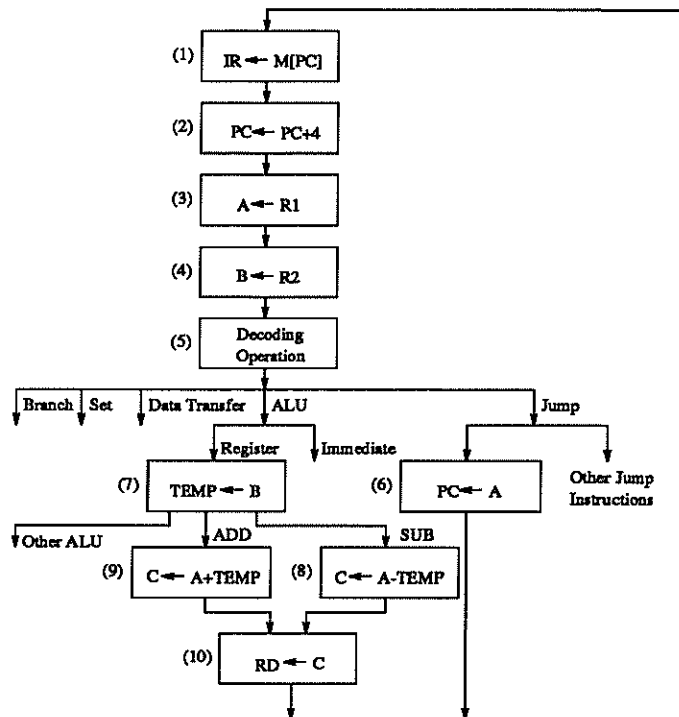 (1) IR ← M[PC]
(2) PC ← PC+4
(3) A ← R1
(4) B ← R2
(5) Decoding
Operation
Branch Set Data Transfer ALU Jump
Register Immediate
(7) TEMP ← B
(6) PC ← A
Other Jump
Instructions
Other ALU ADD SUB
(9) C ← A+TEMP
(8) C ← A-TEMP
(10) RD ← C